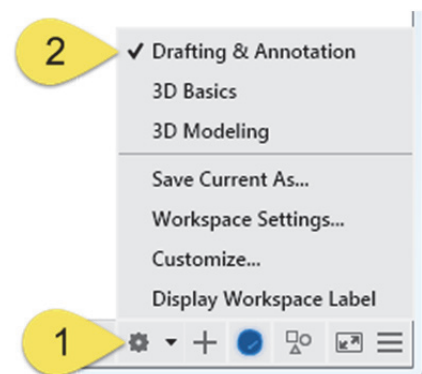 2
✓ Drafting & Annotation
3D Basics
3D Modeling
Save Current As...
Workspace Settings...
Customize...
Display Workspace Label
1